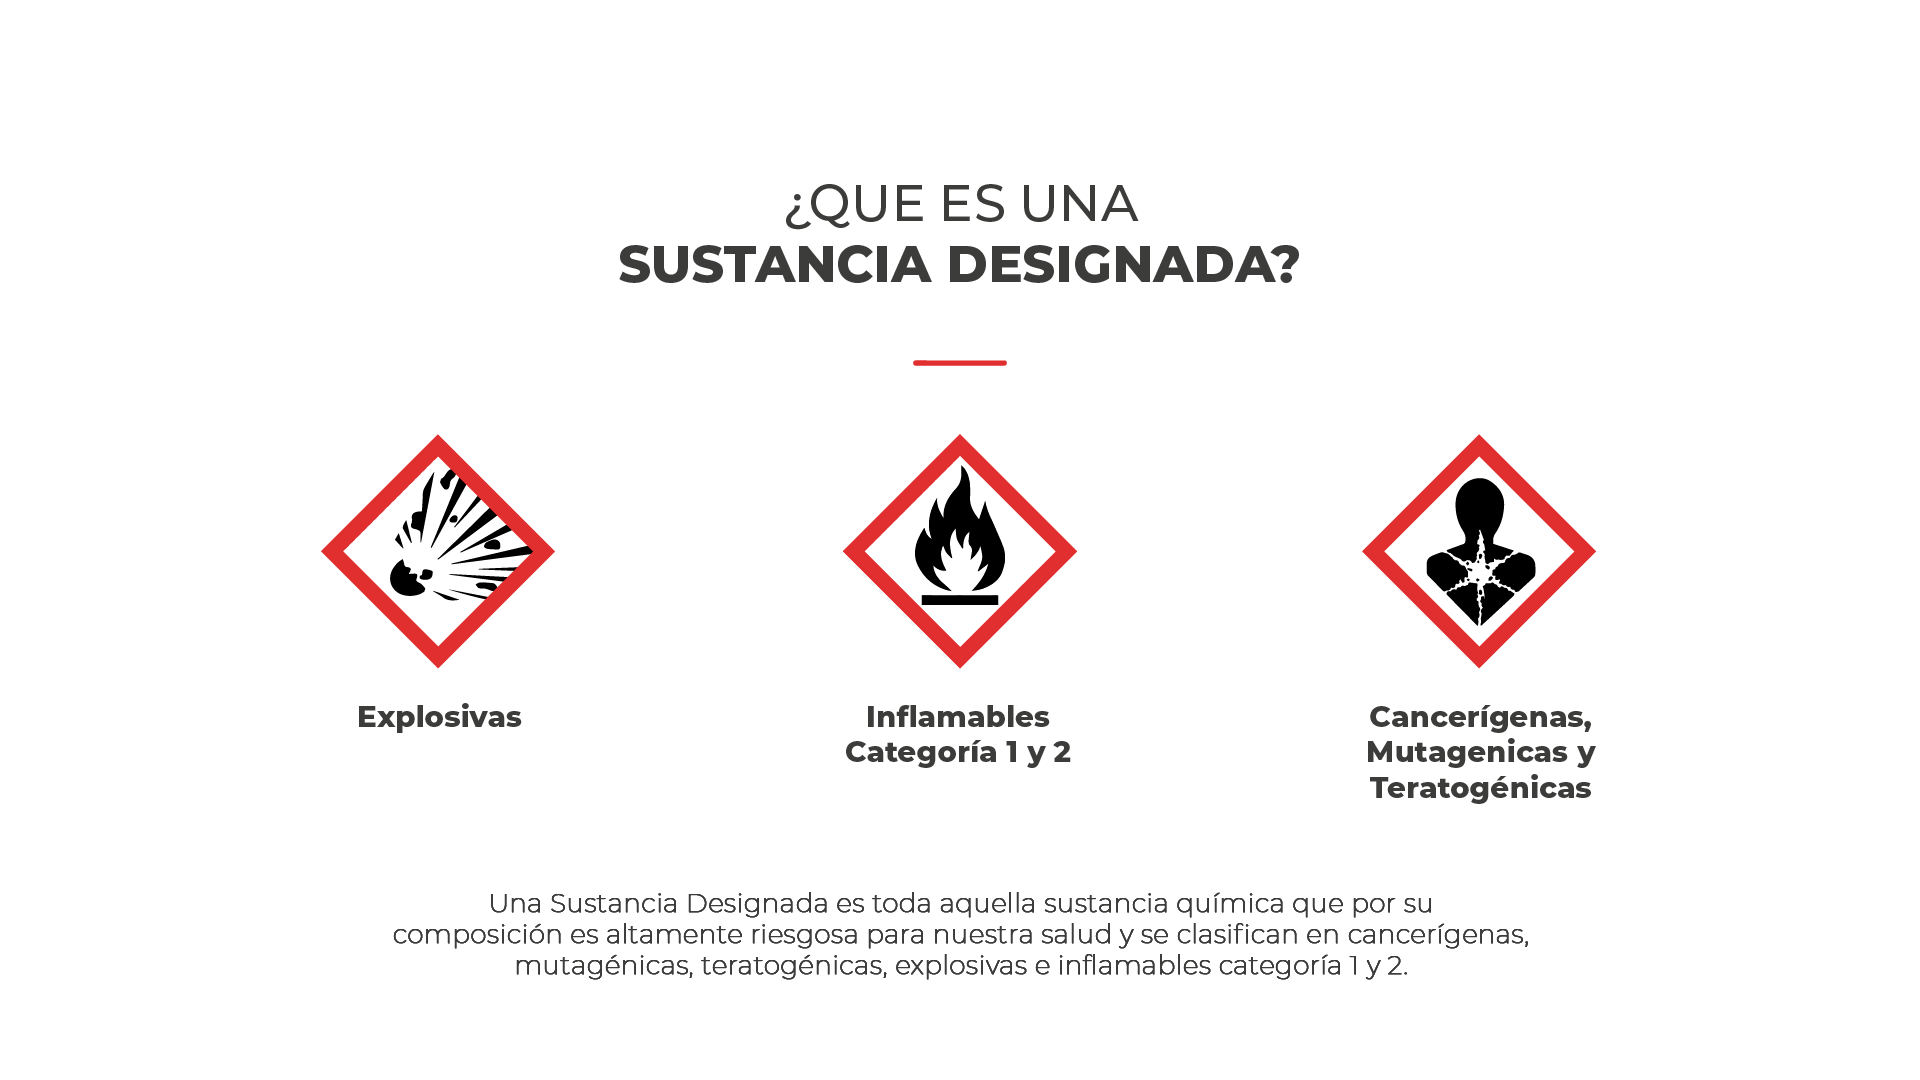 ¿QUE ES UNA
SUSTANCIA DESIGNADA?
Explosivas
Inflamables
Categoría 1 y 2
Cancerígenas,
Mutagenicas y
Teratogénicas
Una Sustancia Designada es toda aquella sustancia química que por su
composición es altamente riesgosa para nuestra salud y se clasifican en cancerígenas,
mutagénicas, teratogénicas, explosivas e inflamables categoría 1 y 2.